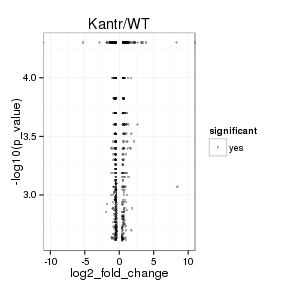 Kantr/WT
4.0
3.5
3.0
-log10(p_value)
-10
-5
0
5
10
log2_fold_change
significant
yes